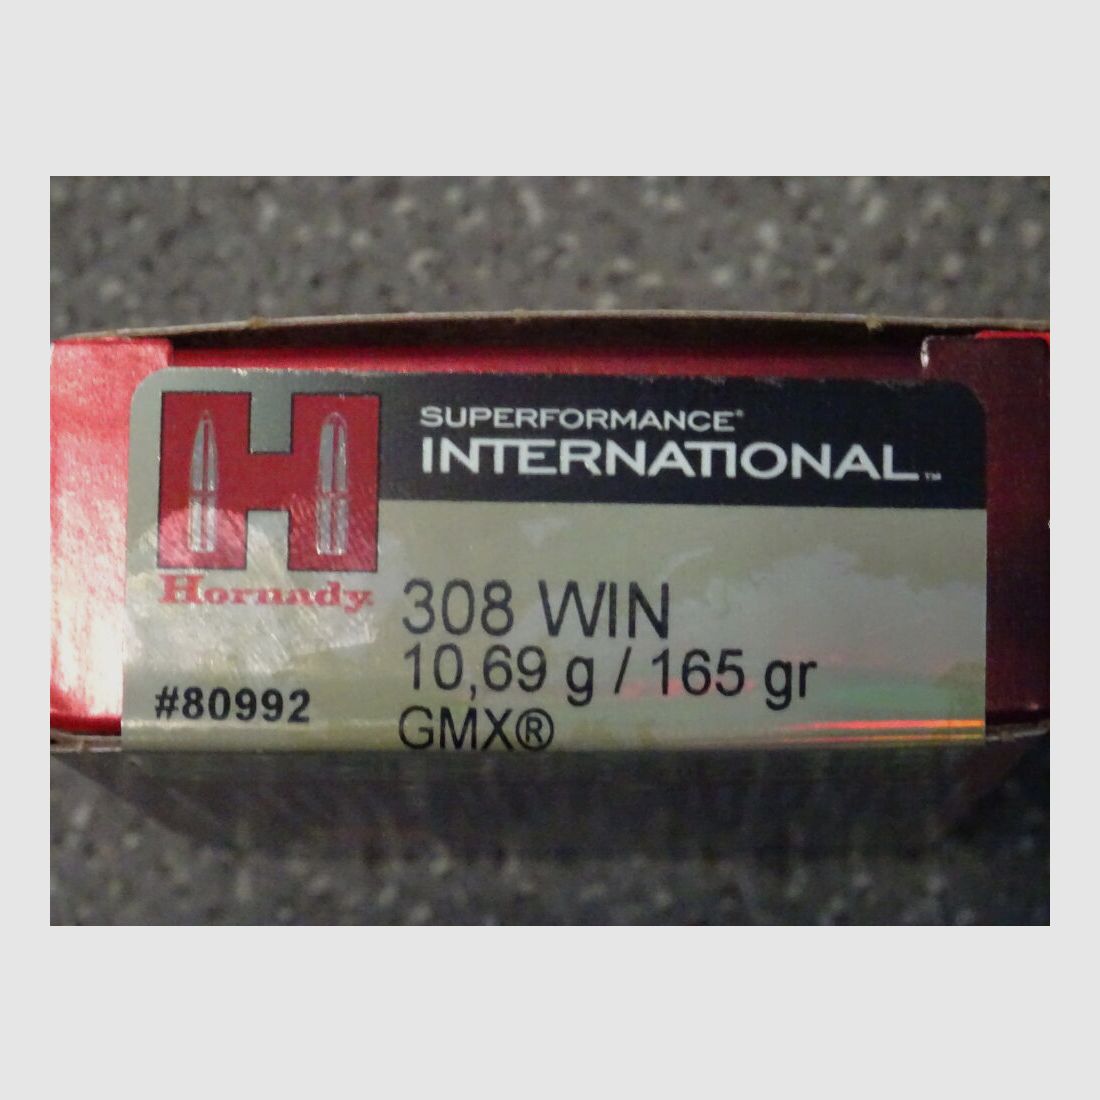 SUPERFORMANCE®
INTERNATIONAL™
Hornady
308 WIN
10,69 g / 165 gr
#80992
GMX®